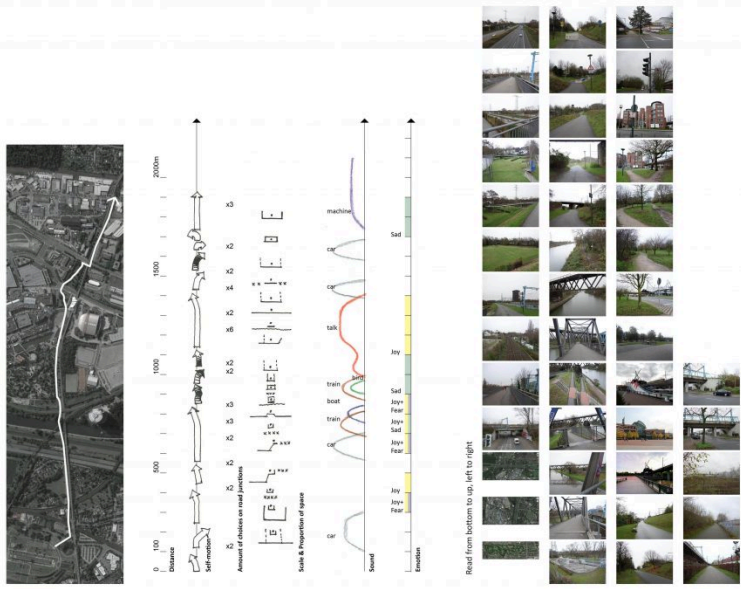 2000m
1500
1000
500
100
0
Distance
Self-motion
x3
x2
x2
x4
x2
x6
x2
x2
x3
x3
x2
x2
x2
x2
Amount of choices on road junctions
Scale & Proportion of space
machine
car
car
talk
bird
train
boat
train
car
car
Sound
Sad
Joy
Sad
Joy+
Fear
Joy+
Sad
Joy+
Fear
Joy
Joy+
Fear
Emotion
Read from bottom to up, left to right